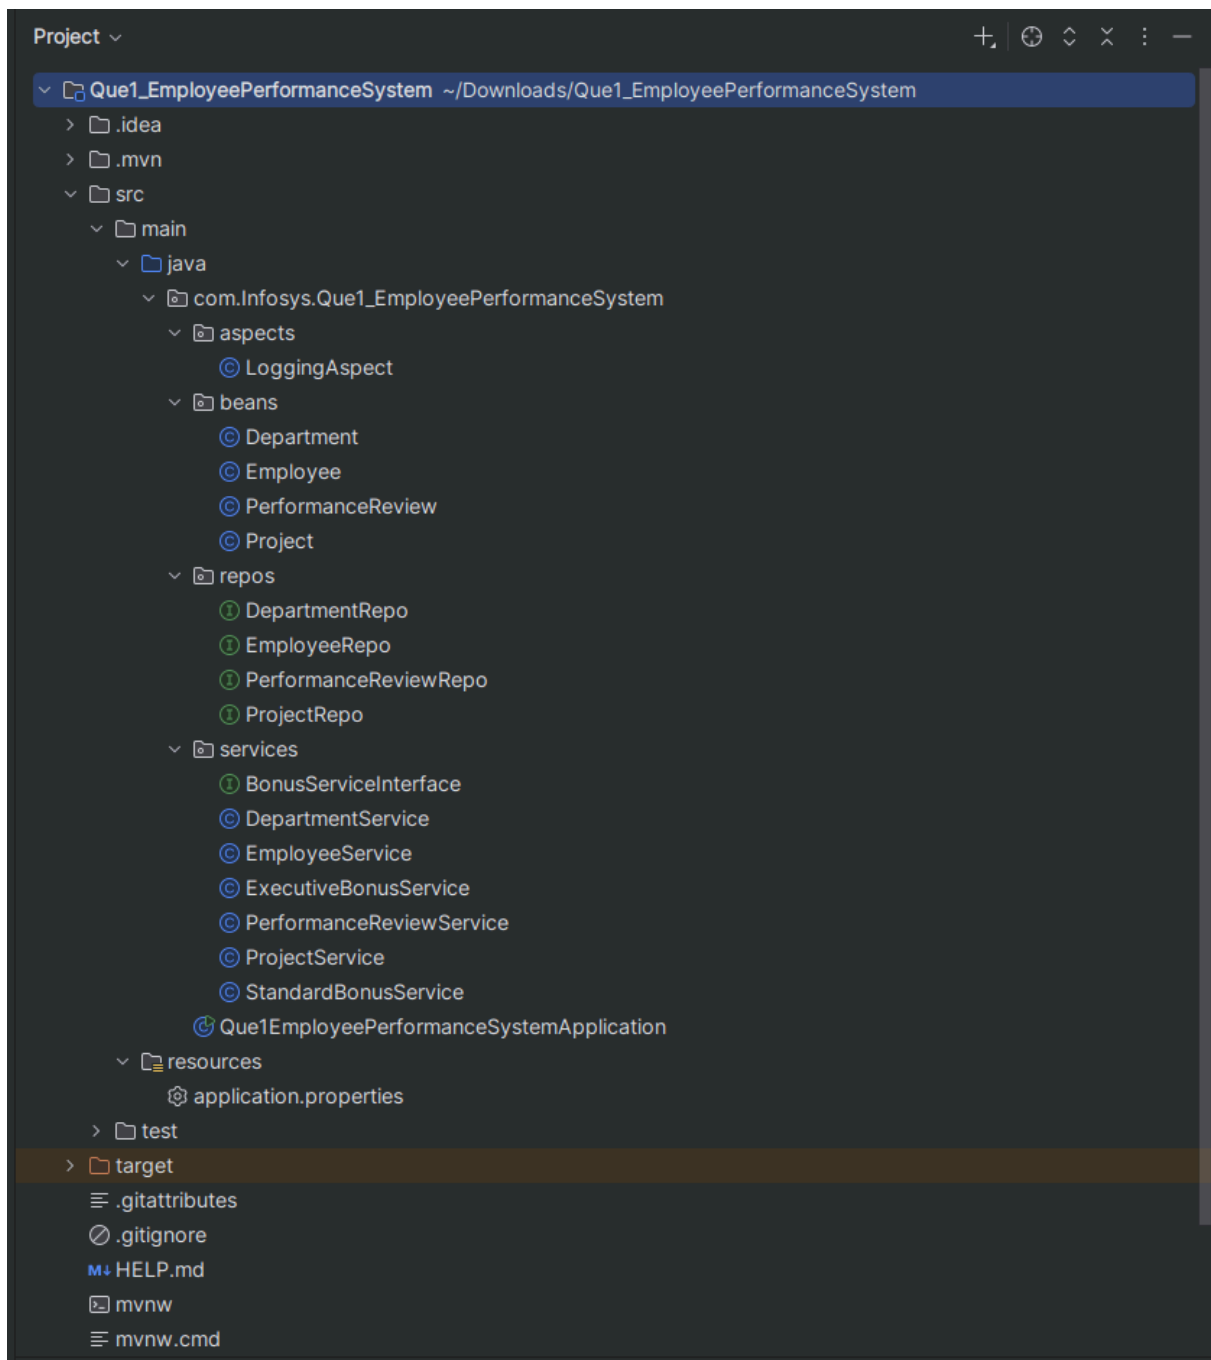 Project
Que1_EmployeePerformanceSystem ~/Downloads/Que1_EmployeePerformanceSystem
.idea
.mvn
src
main
java
com.Infosys.Que1_EmployeePerformanceSystem
aspects
LoggingAspect
beans
Department
Employee
PerformanceReview
Project
repos
DepartmentRepo
EmployeeRepo
PerformanceReviewRepo
ProjectRepo
services
BonusServiceInterface
DepartmentService
EmployeeService
ExecutiveBonusService
PerformanceReviewService
ProjectService
StandardBonusService
Que1EmployeePerformanceSystemApplication
resources
application.properties
test
target
.gitattributes
.gitignore
M↓ HELP.md
mvnw
mvnw.cmd